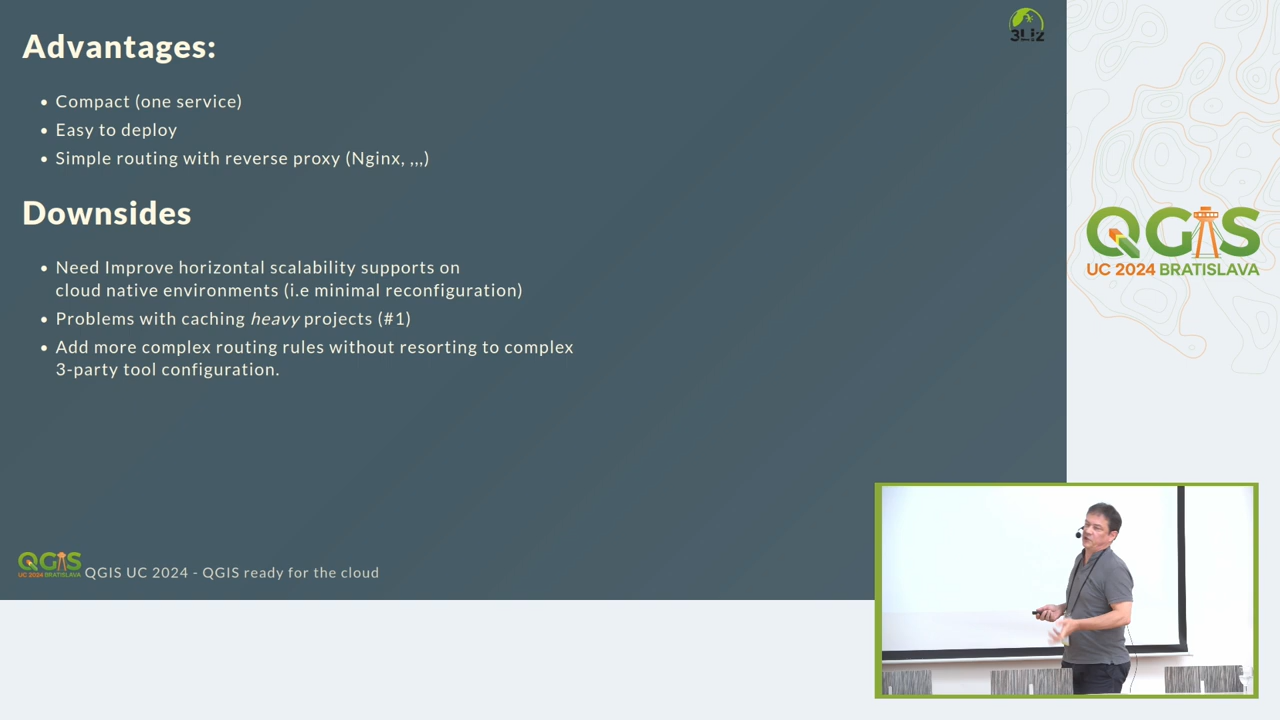 3Liz
Advantages:
• Compact (one service)
• Easy to deploy
• Simple routing with reverse proxy (Nginx, ,,,)
Downsides
• Need Improve horizontal scalability supports on
cloud native environments (i.e minimal reconfiguration)
• Problems with caching heavy projects (#1)
• Add more complex routing rules without resorting to complex
3-party tool configuration.
QGIS
UC 2024 BRATISLAVA
QGIS UC 2024 - QGIS ready for the cloud
QGIS
UC 2024 BRATISLAVA